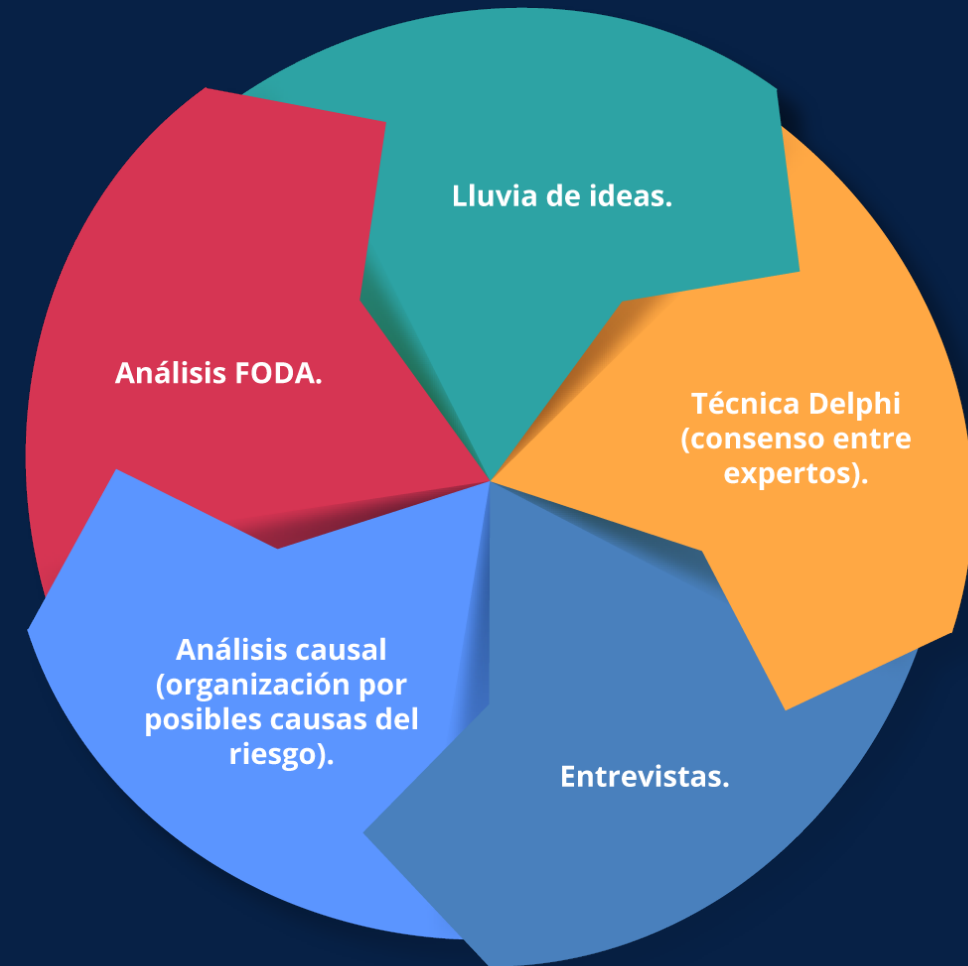 Lluvia de ideas.
Técnica Delphi
(consenso entre
expertos).
Entrevistas.
Análisis causal
(organización por
posibles causas del
riesgo).
Análisis FODA.